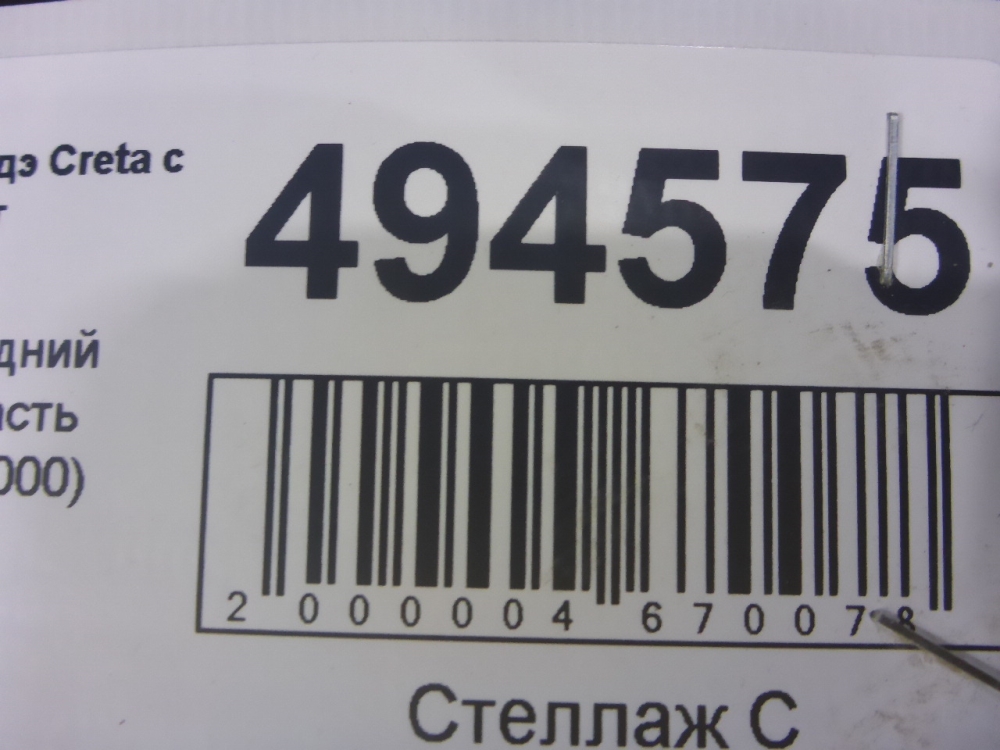 дэ Creta с
494575
дний
асть
000)
2 000004 670078
Стеллаж С